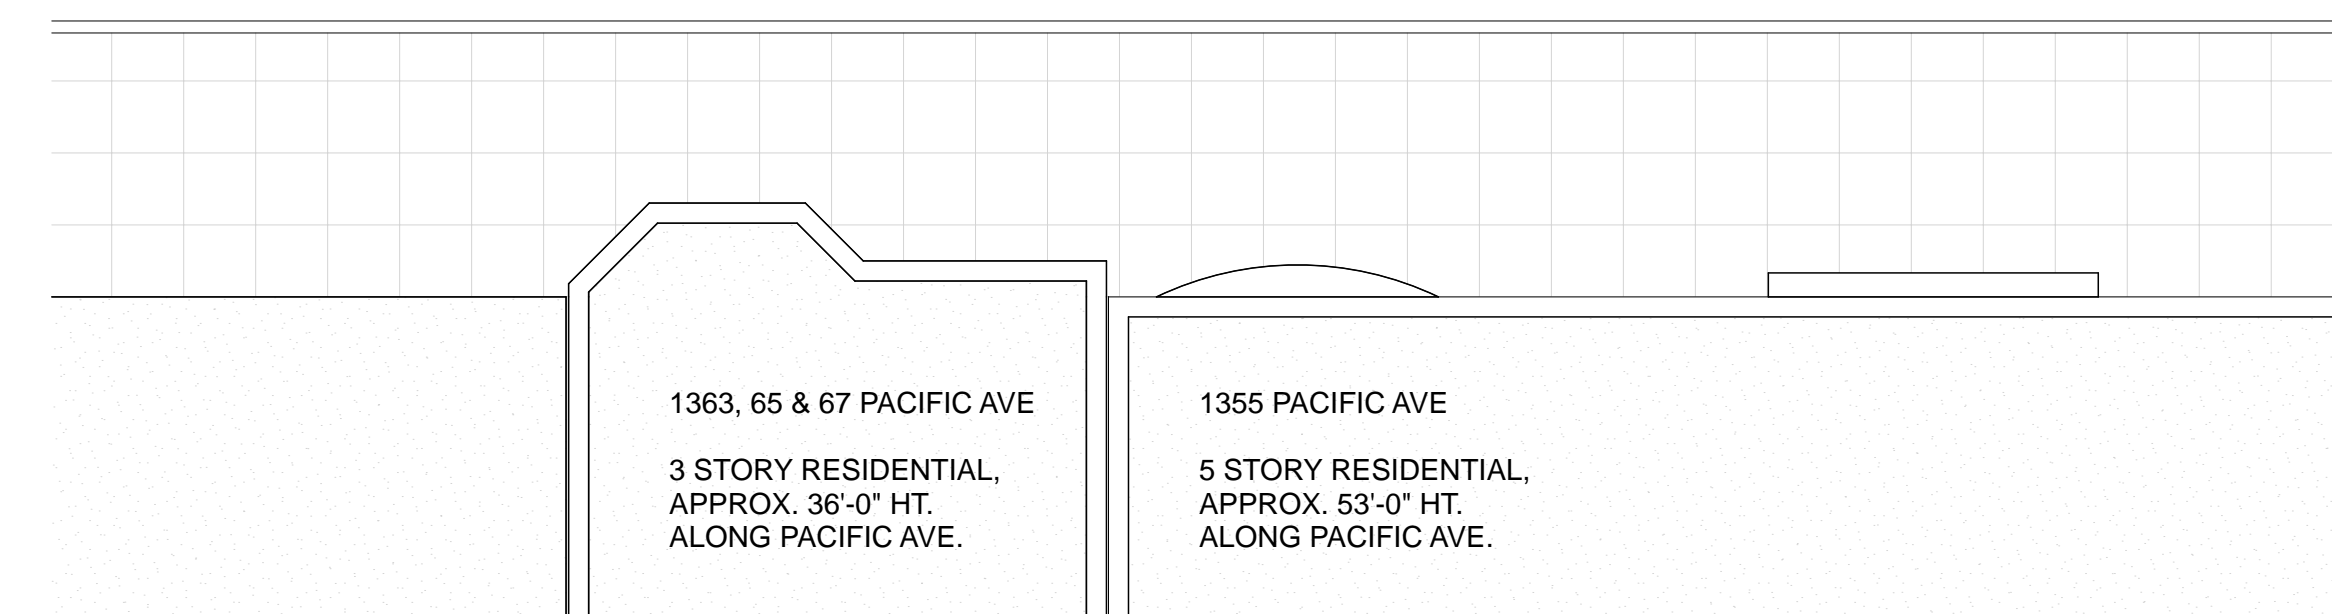 1363, 65 & 67 PACIFIC AVE
3 STORY RESIDENTIAL,
APPROX. 36'-0" HT.
ALONG PACIFIC AVE.
1355 PACIFIC AVE
5 STORY RESIDENTIAL,
APPROX. 53'-0" HT.
ALONG PACIFIC AVE.